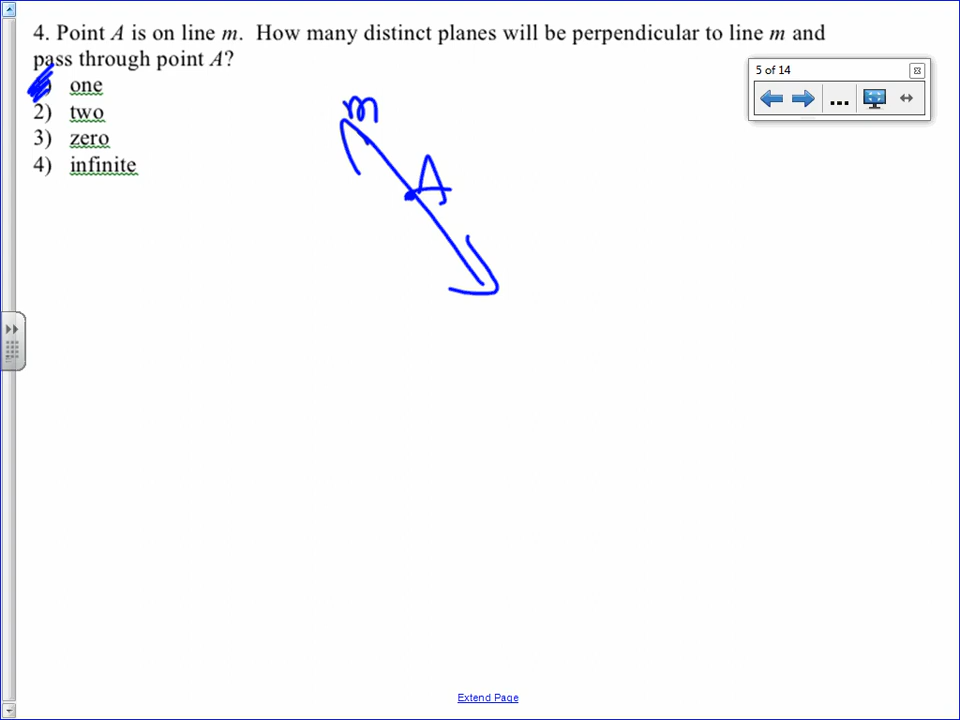 4. Point A is on line m. How many distinct planes will be perpendicular to line m and
pass through point A?
one
2) two
3) zero
4) infinite
5 of 14
...
m
A
Extend Page